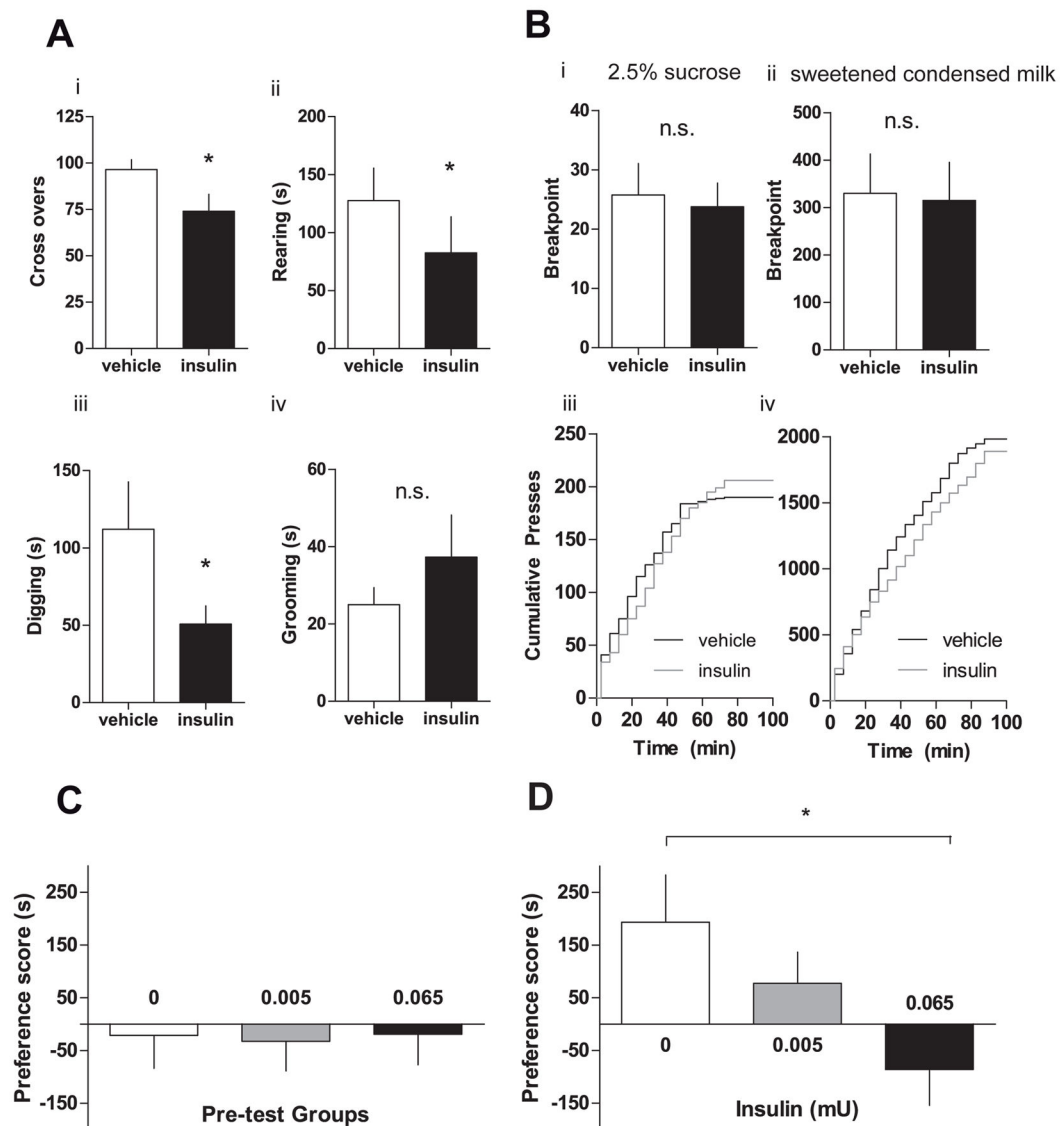 A
i
Cross overs
125
100
75
50
25
0
*
vehicle insulin
ii
Rearing (s)
200
150
100
50
0
*
vehicle insulin
iii
Digging (s)
150
100
50
0
*
vehicle insulin
iv
Grooming (s)
60
40
20
0
n.s.
vehicle insulin
B
i 2.5% sucrose
Breakpoint
40
30
20
10
0
n.s.
vehicle insulin
ii sweetened condensed milk
Breakpoint
500
400
300
200
100
0
n.s.
vehicle insulin
iii
Cumulative Presses
250
200
150
100
50
0
vehicle
insulin
0 20 40 60 80 100
Time (min)
iv
2000
1500
1000
500
0
vehicle
insulin
0 20 40 60 80 100
Time (min)
C
Preference score (s)
250
150
50
-50
-150
0 0.005 0.065
Pre-test Groups
D
*
Preference score (s)
250
150
50
-50
-150
0 0.005 0.065
Insulin (mU)